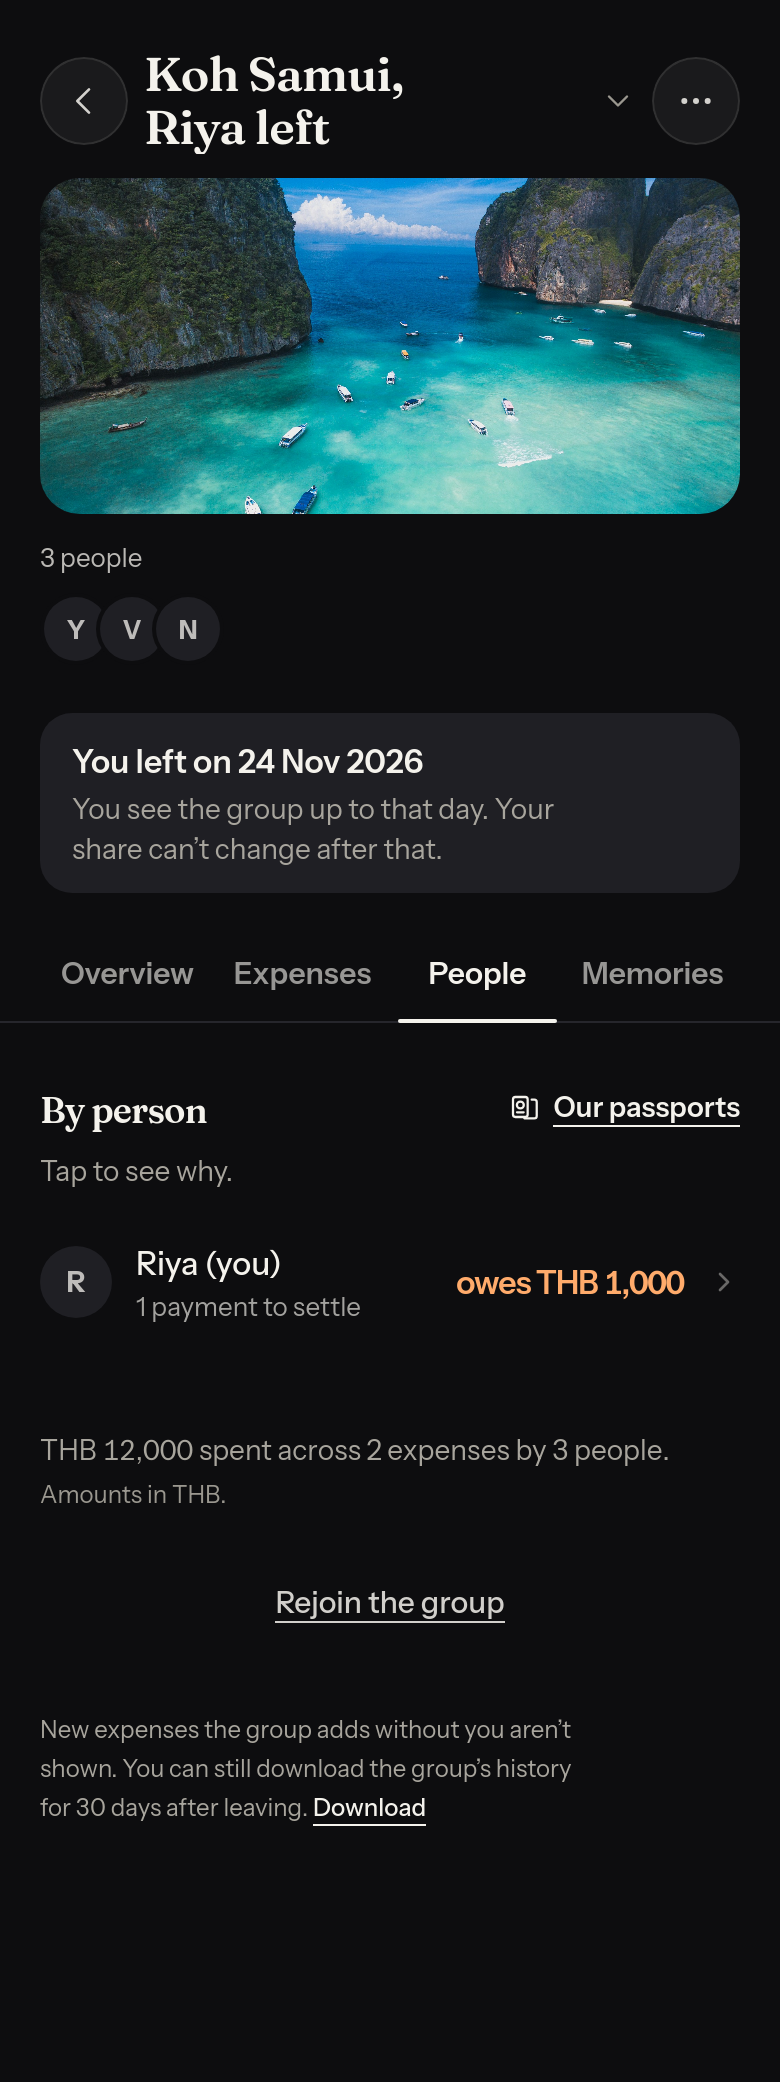 Koh Samui,
Riya left
3 people
Y V N
You left on 24 Nov 2026
You see the group up to that day. Your
share can’t change after that.
Overview Expenses People Memories
By person Our passports
Tap to see why.
R Riya (you) owes THB 1,000
1 payment to settle
THB 12,000 spent across 2 expenses by 3 people.
Amounts in THB.
Rejoin the group
New expenses the group adds without you aren’t
shown. You can still download the group’s history
for 30 days after leaving. Download